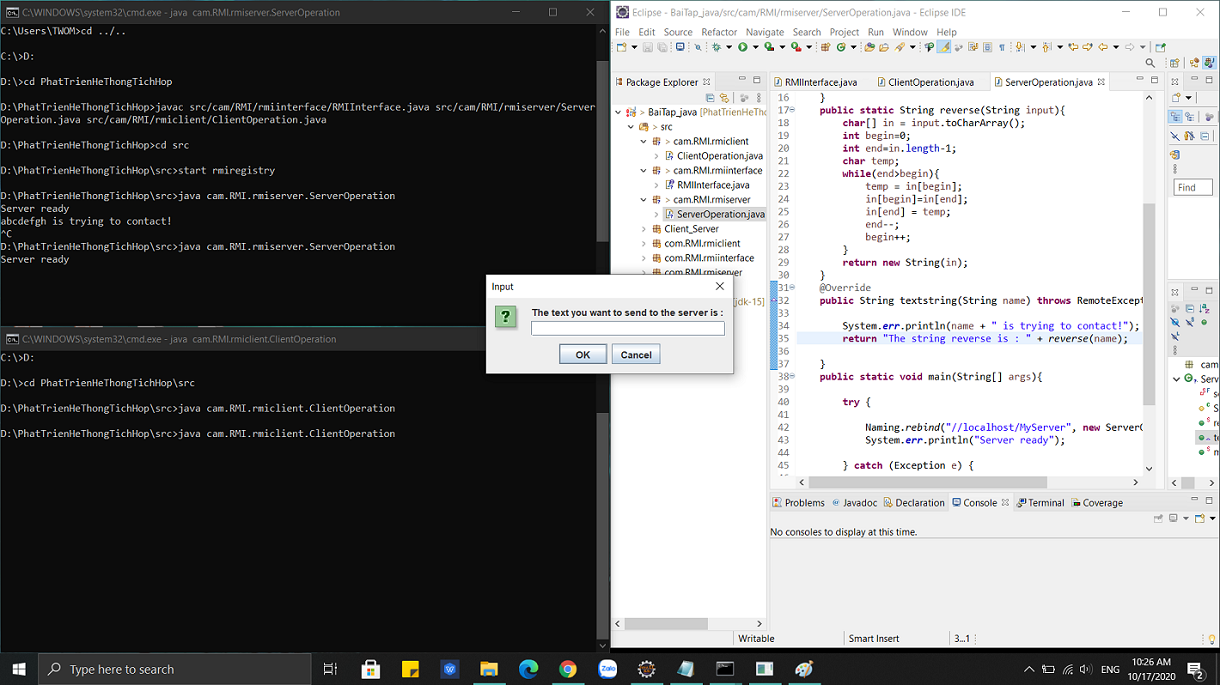 C:\WINDOWS\system32\cmd.exe - java  cam.RMI.rmiserver.ServerOperation
C:\Users\TWOM>cd ../..
C:\>D:
D:\>cd PhatTrienHeThongTichHop
D:\PhatTrienHeThongTichHop>javac src/cam/RMI/rmiinterface/RMIInterface.java src/cam/RMI/rmiserver/Server
Operation.java src/cam/RMI/rmiclient/ClientOperation.java
D:\PhatTrienHeThongTichHop>cd src
D:\PhatTrienHeThongTichHop\src>start rmiregistry
D:\PhatTrienHeThongTichHop\src>java cam.RMI.rmiserver.ServerOperation
Server ready
abcdefgh is trying to contact!
^C
D:\PhatTrienHeThongTichHop\src>java cam.RMI.rmiserver.ServerOperation
Server ready
C:\WINDOWS\system32\cmd.exe - java  cam.RMI.rmiclient.ClientOperation
C:\>D:
D:\>cd PhatTrienHeThongTichHop\src
D:\PhatTrienHeThongTichHop\src>java cam.RMI.rmiclient.ClientOperation
D:\PhatTrienHeThongTichHop\src>java cam.RMI.rmiclient.ClientOperation
Input
The text you want to send to the server is :
OK Cancel
Eclipse - BaiTap_java/src/cam/RMI/rmiserver/ServerOperation.java - Eclipse IDE
File Edit Source Refactor Navigate Search Project Run Window Help
Package Explorer
BaiTap_java [PhatTrienHeTho
> src
> cam.RMI.rmiclient
ClientOperation.java
> cam.RMI.rmiinterface
RMIInterface.java
> cam.RMI.rmiserver
ServerOperation.java
Client_Server
com.RMI.rmiclient
com.RMI.rmiinterface
com.RMI.rmiserver
jdk-15]
RMIInterface.java ClientOperation.java ServerOperation.java
16 }
17 public static String reverse(String input){
18 char[] in = input.toCharArray();
19 int begin=0;
20 int end=in.length-1;
21 char temp;
22 while(end>begin){
23 temp = in[begin];
24 in[begin]=in[end];
25 in[end] = temp;
26 end--;
27 begin++;
28 }
29 return new String(in);
30 }
31 @Override
32 public String textstring(String name) throws RemoteExcept
33
34 System.err.println(name + " is trying to contact!");
35 return "The string reverse is : " + reverse(name);
36
37 }
38 public static void main(String[] args){
39
40 try {
41
42 Naming.rebind("//localhost/MyServer", new ServerO
43 System.err.println("Server ready");
44
45 } catch (Exception e) {
Find
cam
Serv
Problems Javadoc Declaration Console Terminal Coverage
No consoles to display at this time.
Writable Smart Insert 3...1
Type here to search
Zalo
ENG
10:26 AM
10/17/2020
2